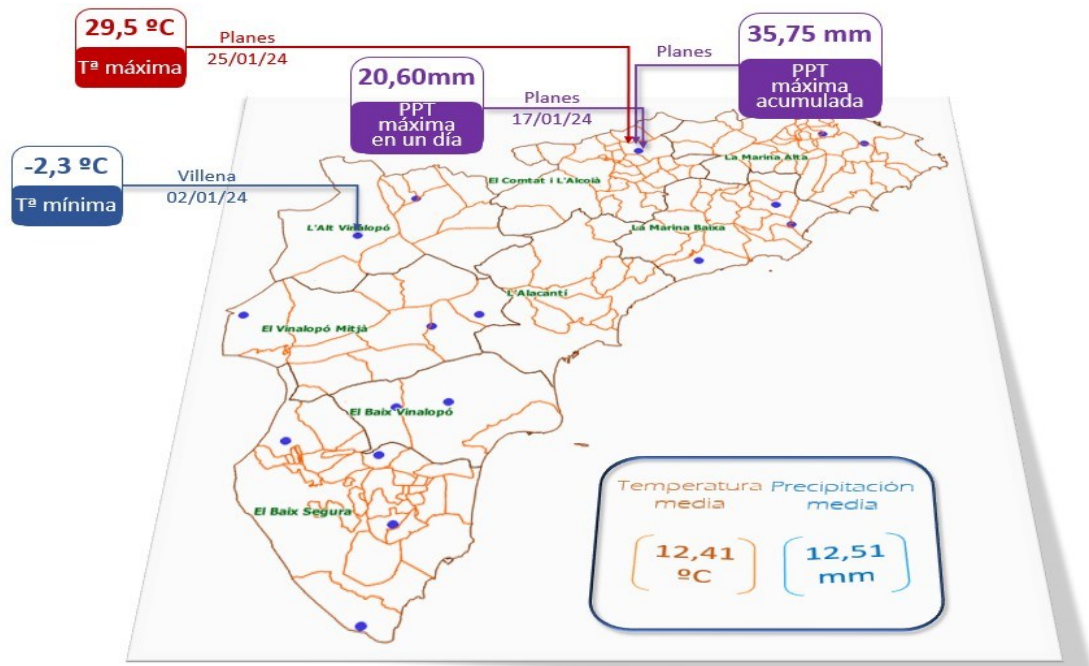 29,5 ºC
Tª máxima
Planes
25/01/24
20,60mm
PPT
máxima
en un día
Planes
17/01/24
Planes
35,75 mm
PPT
máxima
acumulada
-2,3 ºC
Tª mínima
Villena
02/01/24
La Marina Alta
El Comtat i L'Alcoià
L'Alt Vinalopó
La Marina Baixa
L'Alacantí
El Vinalopó Mitjà
El Baix Vinalopó
El Baix Segura
Temperatura
media
12,41
ºC
Precipitación
media
12,51
mm